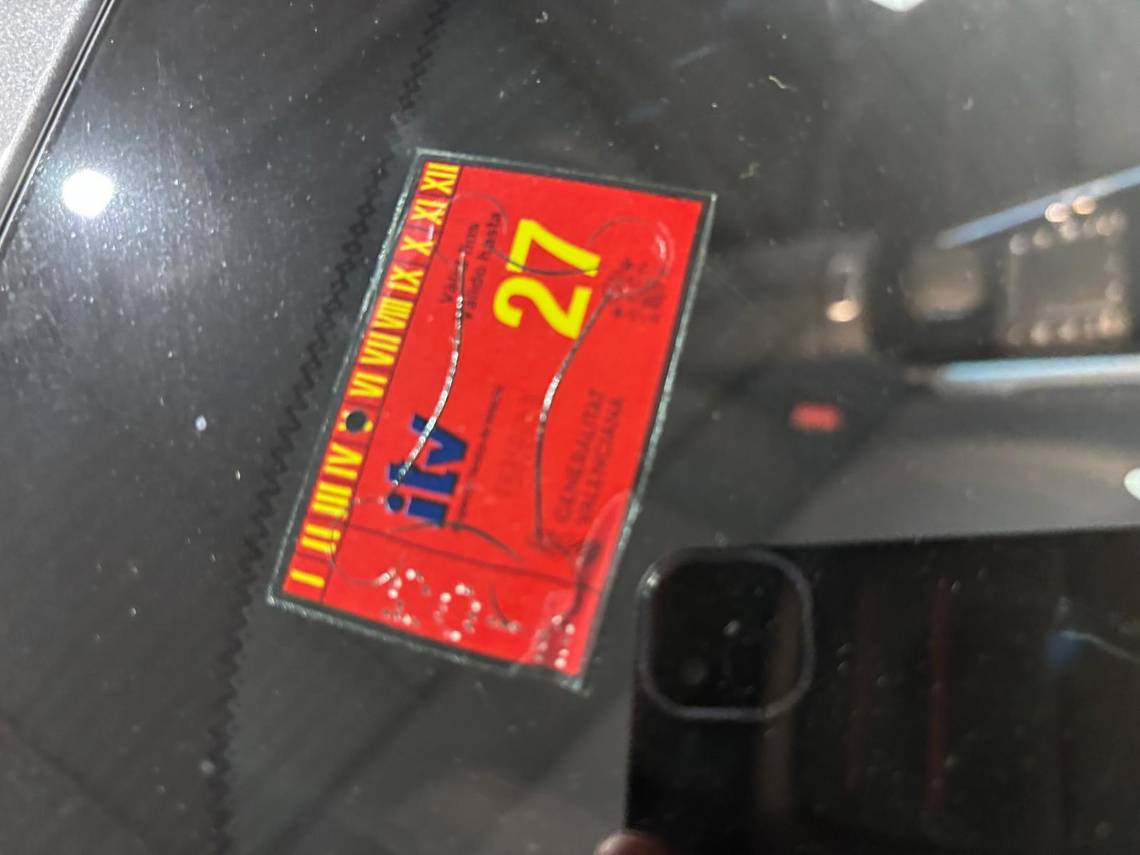 I II III IV V VI VII VIII IX X XI XII
Vàlid fins
Válido hasta
27
itv
GENERALITAT
VALENCIANA